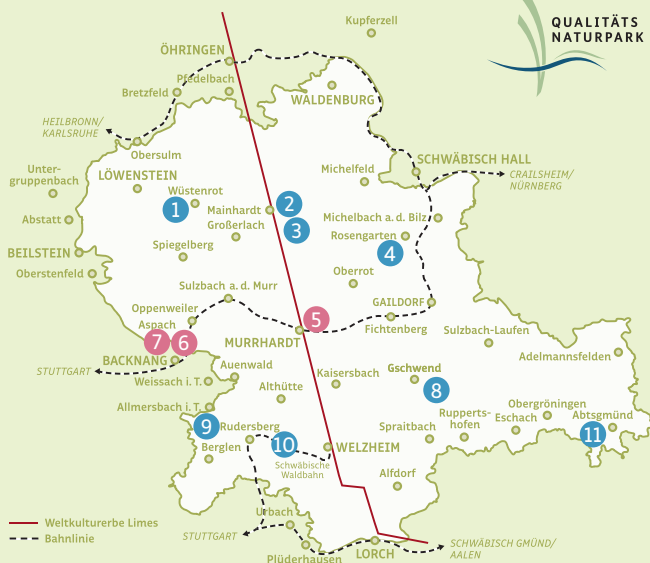 Kupferzell
QUALITÄTS
NATURPARK
ÖHRINGEN
Pfedelbach
Bretzfeld
WALDENBURG
HEILBRONN/
KARLSRUHE
Obersulm
SCHWÄBISCH HALL
Unter-
gruppenbach
LÖWENSTEIN
Michelfeld
CRAILSHEIM/
NÜRNBERG
Wüstenrot
1
Mainhardt
2
Abstatt
Großerlach
3
Michelbach a. d. Bilz
Rosengarten
4
BEILSTEIN
Spiegelberg
Oberstenfeld
Oberrot
Sulzbach a. d. Murr
GAILDORF
Oppenweiler
Aspach
5
Fichtenberg
Sulzbach-Laufen
7
6
MURRHARDT
BACKNANG
Adelmannsfelden
STUTTGART
Auenwald
Weissach i. T.
Kaisersbach
Gschwend
Althütte
8
Allmersbach i. T.
Obergröningen
Rupperts-
hofen
Eschach
Abtsgmünd
9
Rudersberg
Spraitbach
11
10
Berglen
WELZHEIM
Schwäbische
Waldbahn
Alfdorf
Urbach
Weltkulturerbe Limes
Bahnlinie
STUTTGART
Plüderhausen
LORCH
SCHWÄBISCH GMÜND/
AALEN